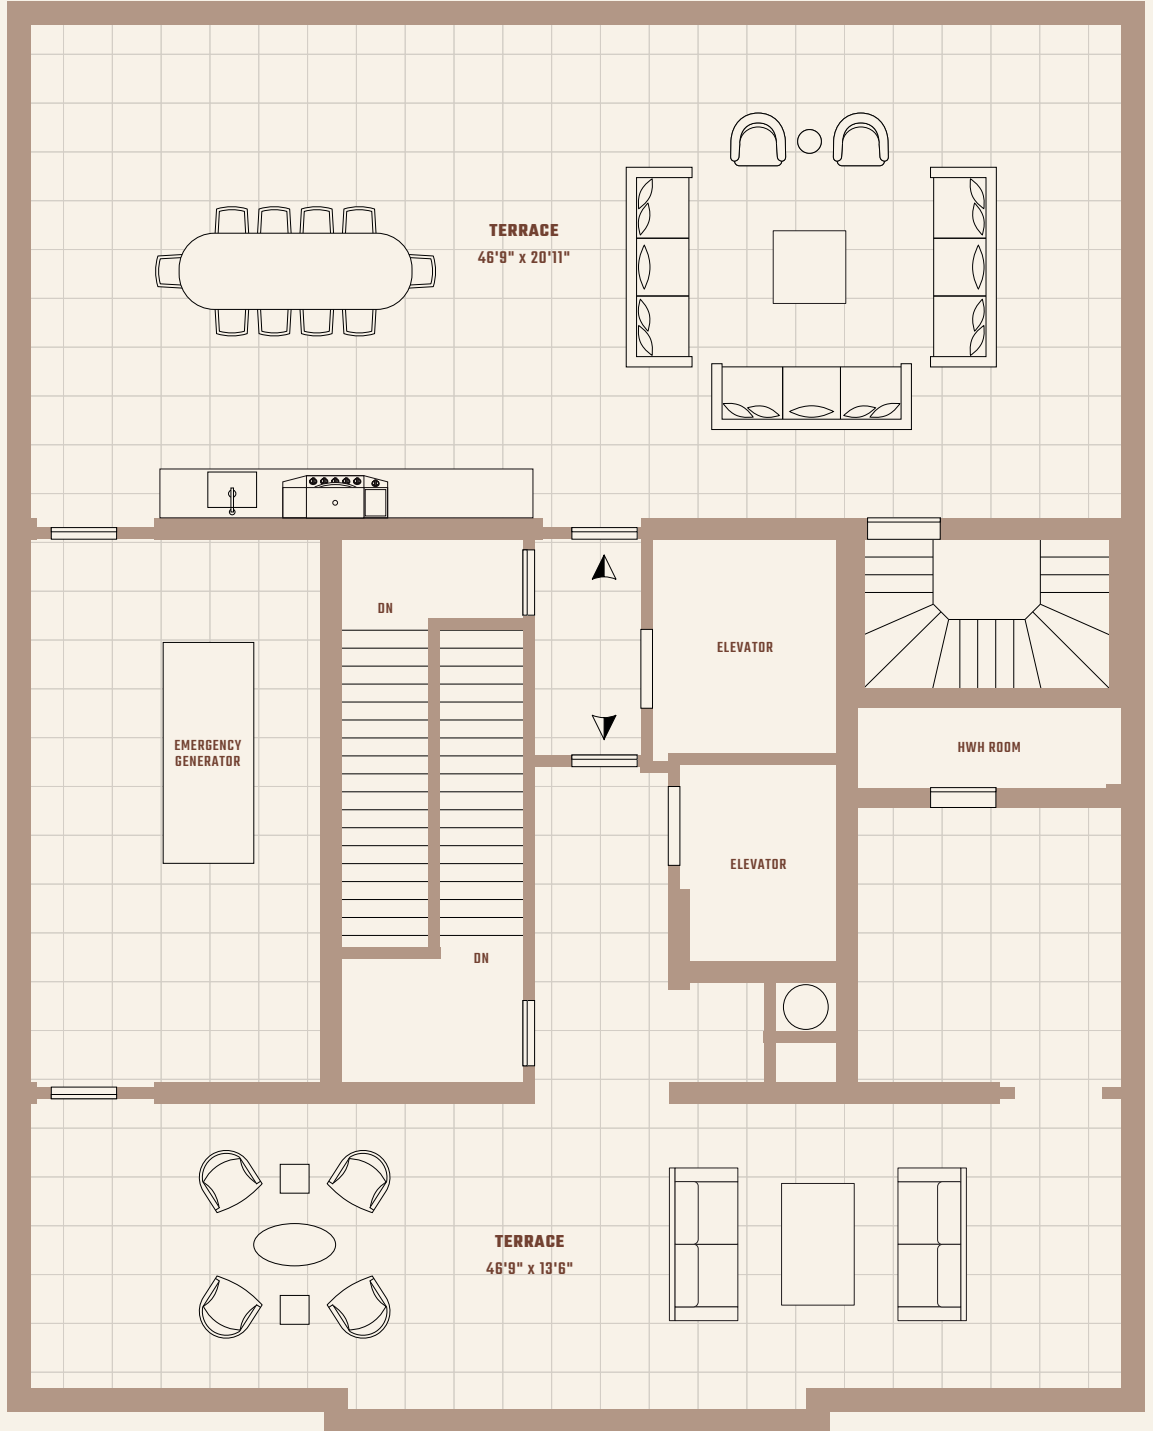 TERRACE
46'9" x 20'11"
DN
ELEVATOR
EMERGENCY
GENERATOR
HWH ROOM
ELEVATOR
DN
TERRACE
46'9" x 13'6"